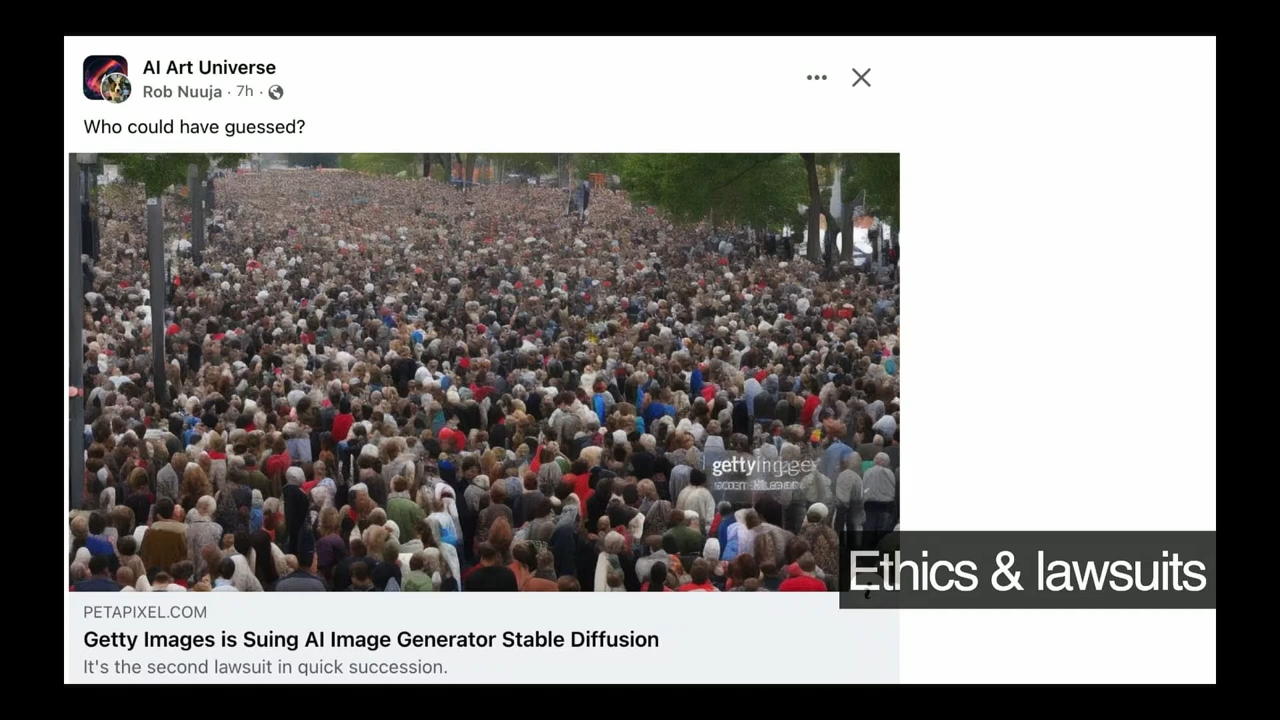 AI Art Universe
Rob Nuuja · 7h ·
Who could have guessed?
gettyimages
Ethics & lawsuits
PETAPIXEL.COM
Getty Images is Suing AI Image Generator Stable Diffusion
It's the second lawsuit in quick succession.